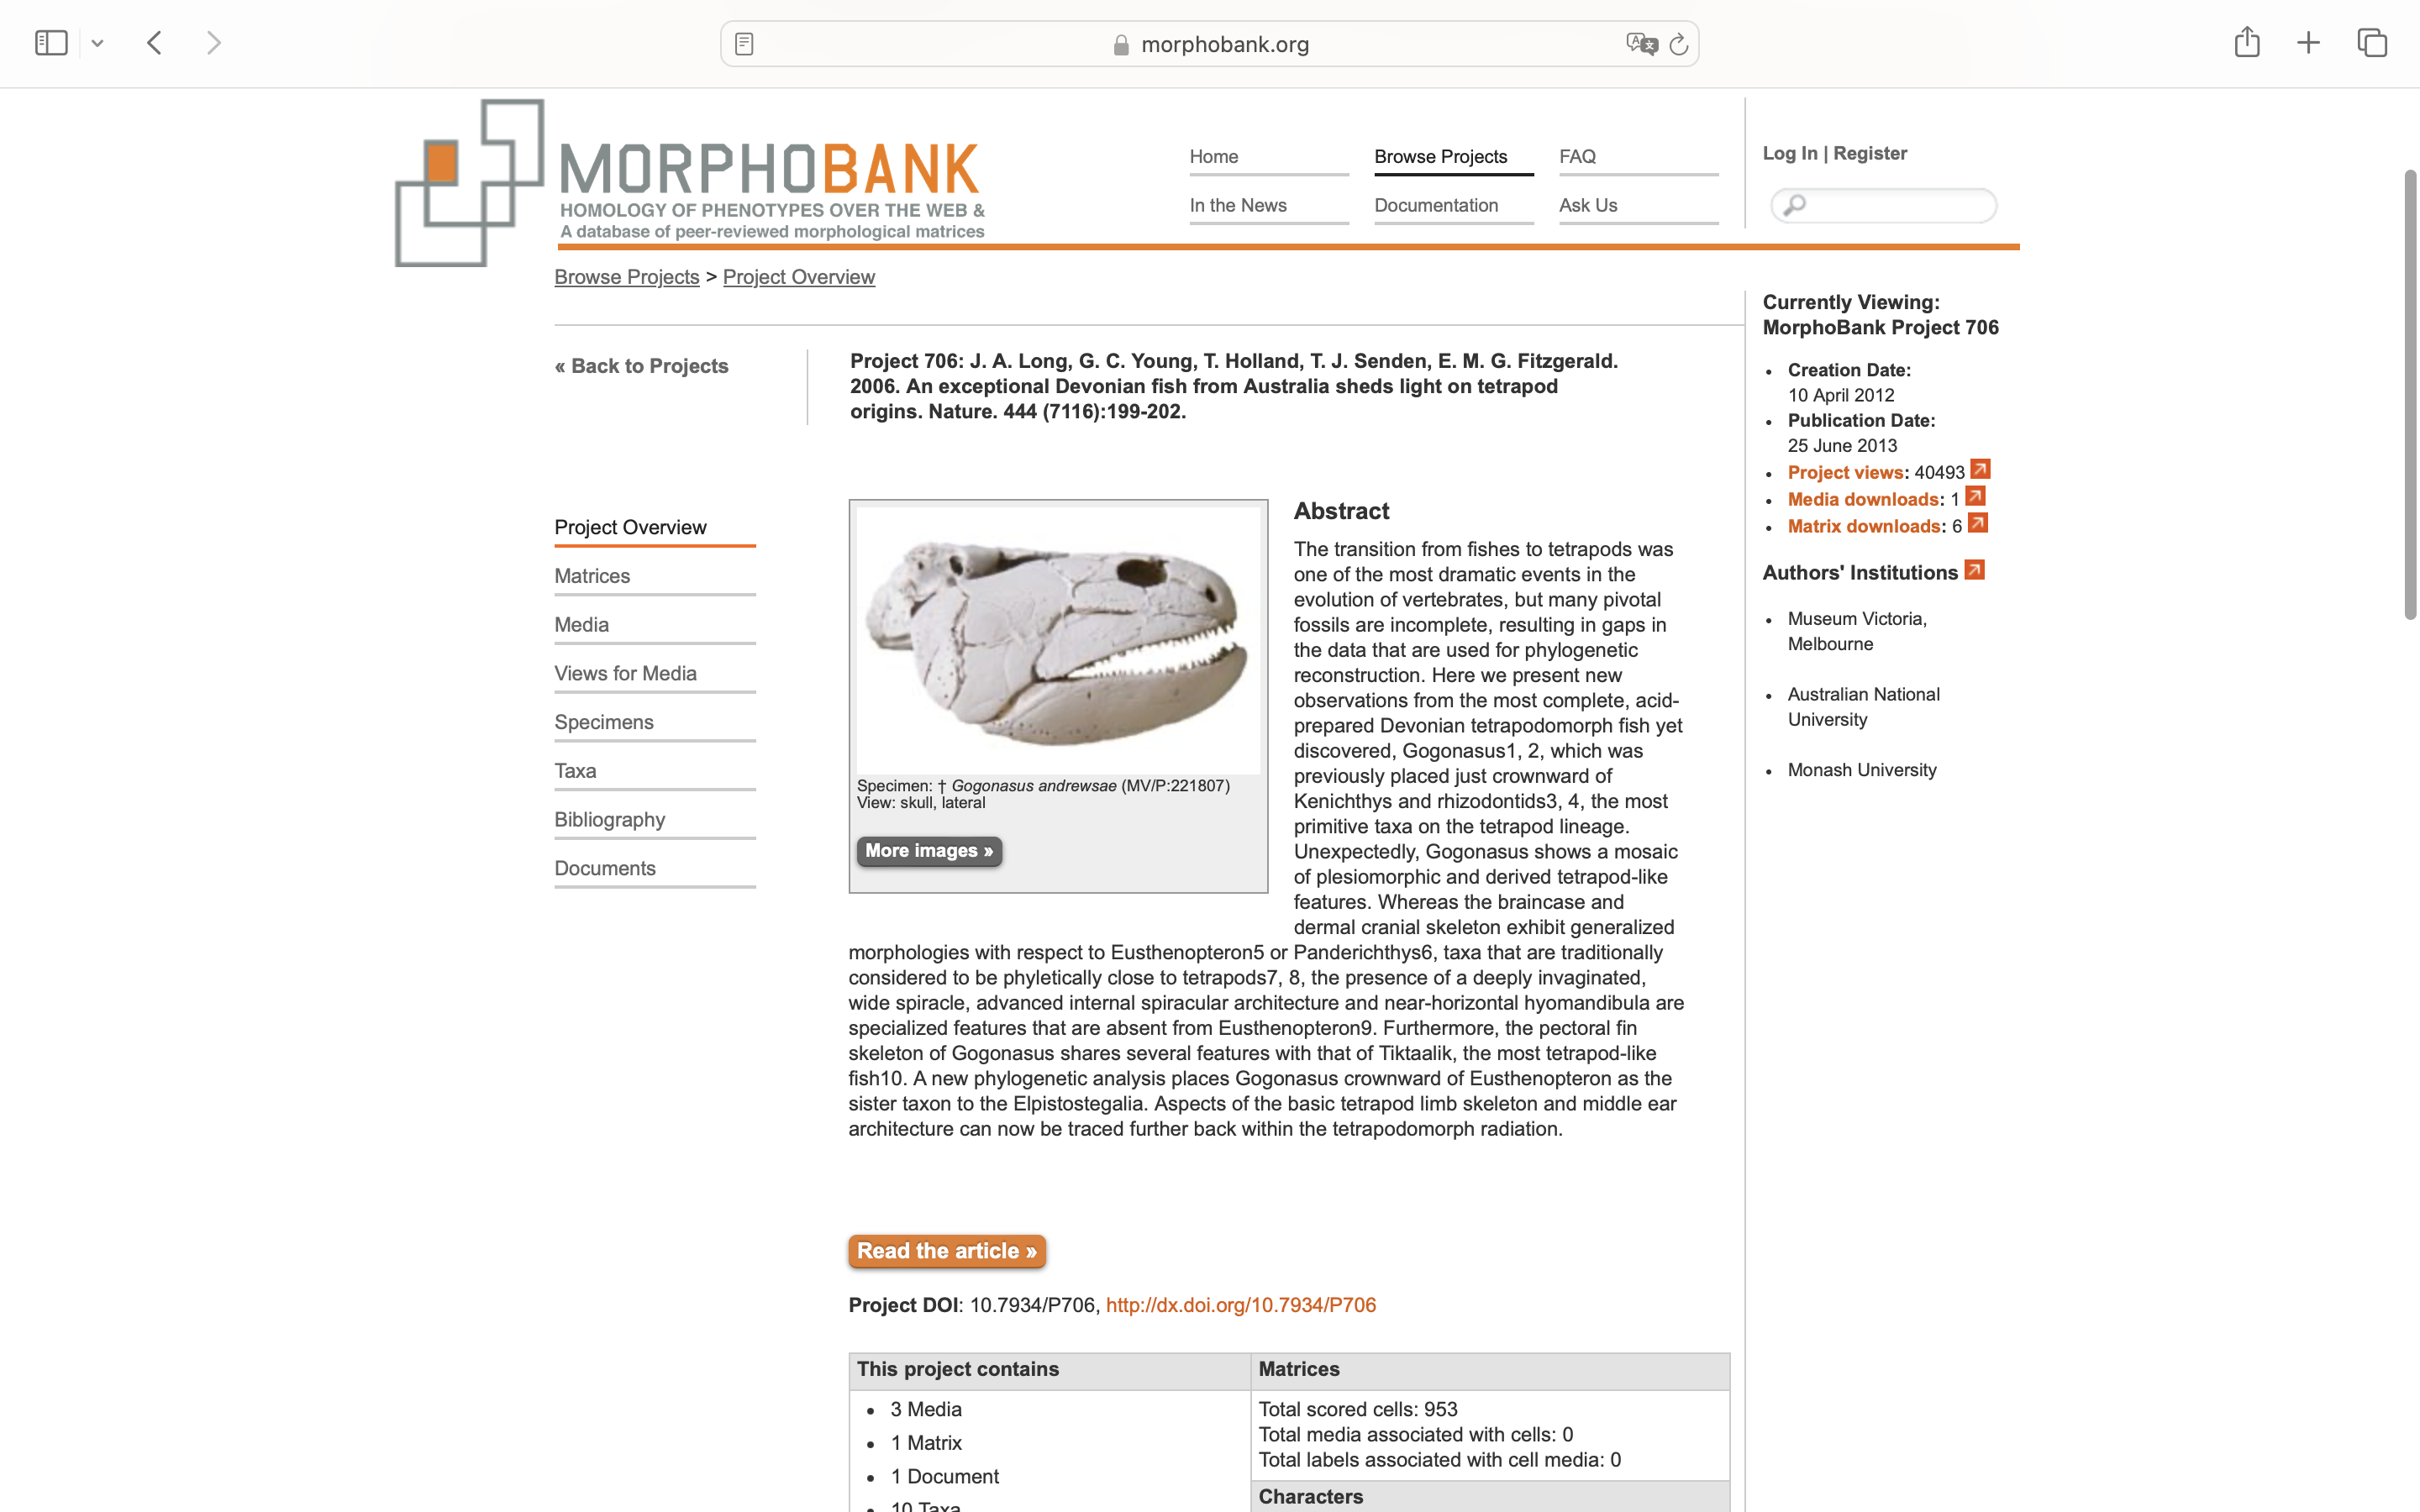 morphobank.org
MORPHOBANK
HOMOLOGY OF PHENOTYPES OVER THE WEB &
A database of peer-reviewed morphological matrices
Home
Browse Projects
FAQ
In the News
Documentation
Ask Us
Log In | Register
Browse Projects > Project Overview
« Back to Projects
Project 706: J. A. Long, G. C. Young, T. Holland, T. J. Senden, E. M. G. Fitzgerald.
2006. An exceptional Devonian fish from Australia sheds light on tetrapod
origins. Nature. 444 (7116):199-202.
Project Overview
Matrices
Media
Views for Media
Specimens
Taxa
Bibliography
Documents
Specimen: † Gogonasus andrewsae (MV/P:221807)
View: skull, lateral
More images »
Abstract
The transition from fishes to tetrapods was
one of the most dramatic events in the
evolution of vertebrates, but many pivotal
fossils are incomplete, resulting in gaps in
the data that are used for phylogenetic
reconstruction. Here we present new
observations from the most complete, acid-
prepared Devonian tetrapodomorph fish yet
discovered, Gogonasus1, 2, which was
previously placed just crownward of
Kenichthys and rhizodontids3, 4, the most
primitive taxa on the tetrapod lineage.
Unexpectedly, Gogonasus shows a mosaic
of plesiomorphic and derived tetrapod-like
features. Whereas the braincase and
dermal cranial skeleton exhibit generalized
morphologies with respect to Eusthenopteron5 or Panderichthys6, taxa that are traditionally
considered to be phyletically close to tetrapods7, 8, the presence of a deeply invaginated,
wide spiracle, advanced internal spiracular architecture and near-horizontal hyomandibula are
specialized features that are absent from Eusthenopteron9. Furthermore, the pectoral fin
skeleton of Gogonasus shares several features with that of Tiktaalik, the most tetrapod-like
fish10. A new phylogenetic analysis places Gogonasus crownward of Eusthenopteron as the
sister taxon to the Elpistostegalia. Aspects of the basic tetrapod limb skeleton and middle ear
architecture can now be traced further back within the tetrapodomorph radiation.
Read the article »
Project DOI: 10.7934/P706, http://dx.doi.org/10.7934/P706
This project contains
3 Media
1 Matrix
1 Document
10 Taxa
Matrices
Total scored cells: 953
Total media associated with cells: 0
Total labels associated with cell media: 0
Characters
Currently Viewing:
MorphoBank Project 706
Creation Date:
10 April 2012
Publication Date:
25 June 2013
Project views: 40493
Media downloads: 1
Matrix downloads: 6
Authors' Institutions
Museum Victoria,
Melbourne
Australian National
University
Monash University